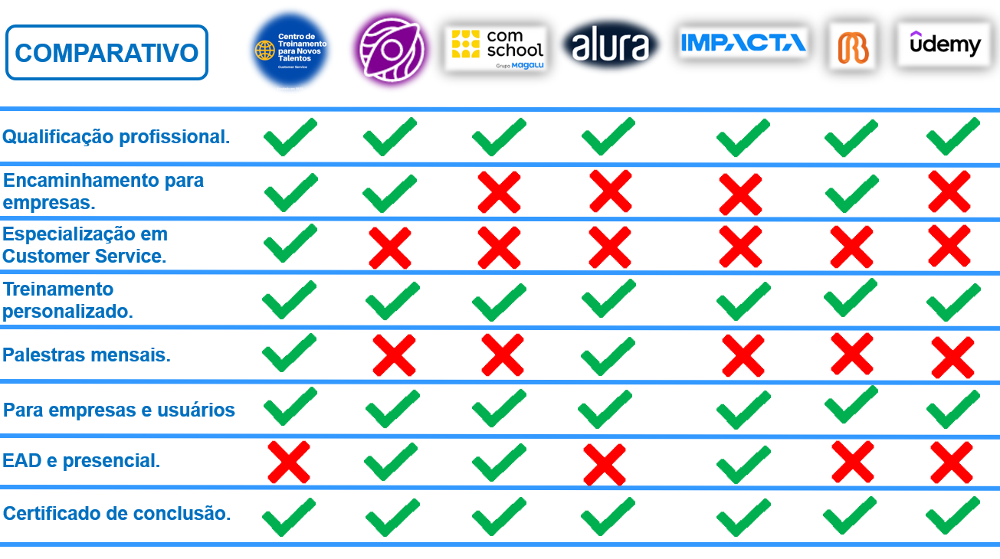 COMPARATIVO
Centro de
Treinamento
para Novos
Talentos
Customer Service
com
school
Grupo MAGALU
alura
IMPACTA
udemy
Qualificação profissional.
Encaminhamento para
empresas.
Especialização em
Customer Service.
Treinamento
personalizado.
Palestras mensais.
Para empresas e usuários
EAD e presencial.
Certificado de conclusão.